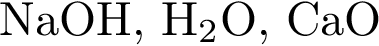 NaOH, H₂O, CaO